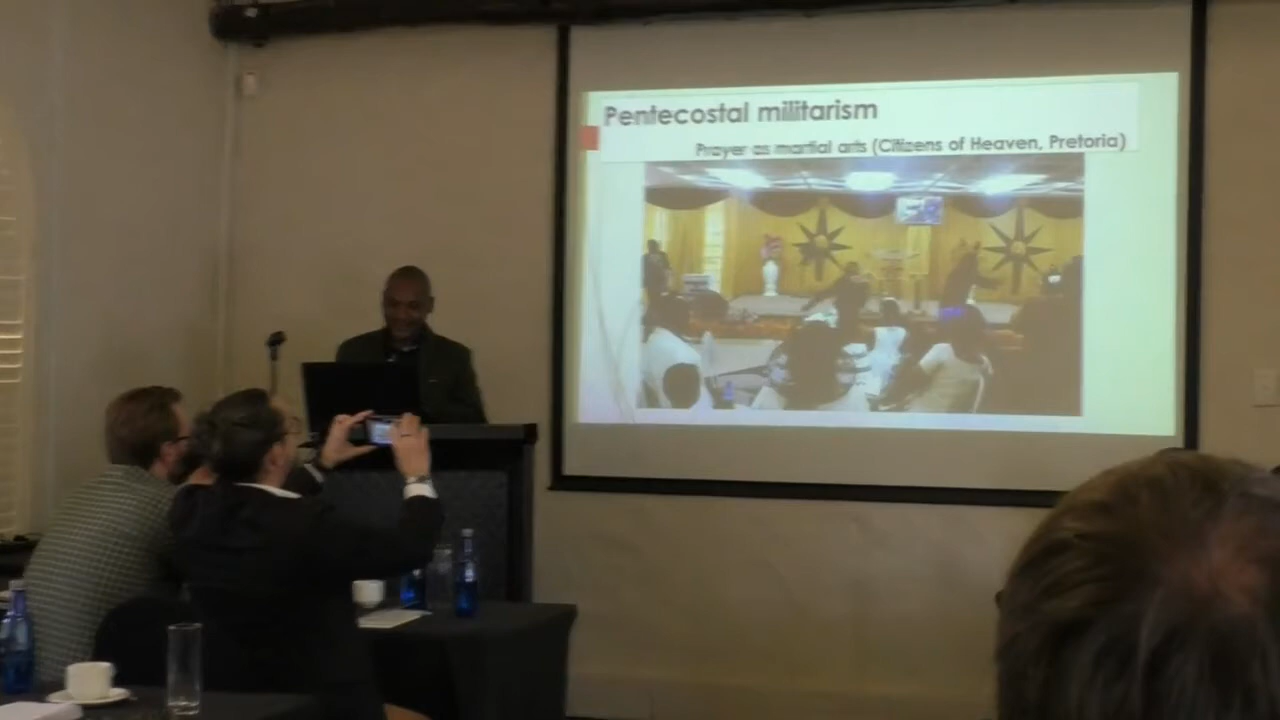 Pentecostal militarism
Prayer as martial arts (Citizens of Heaven, Pretoria)